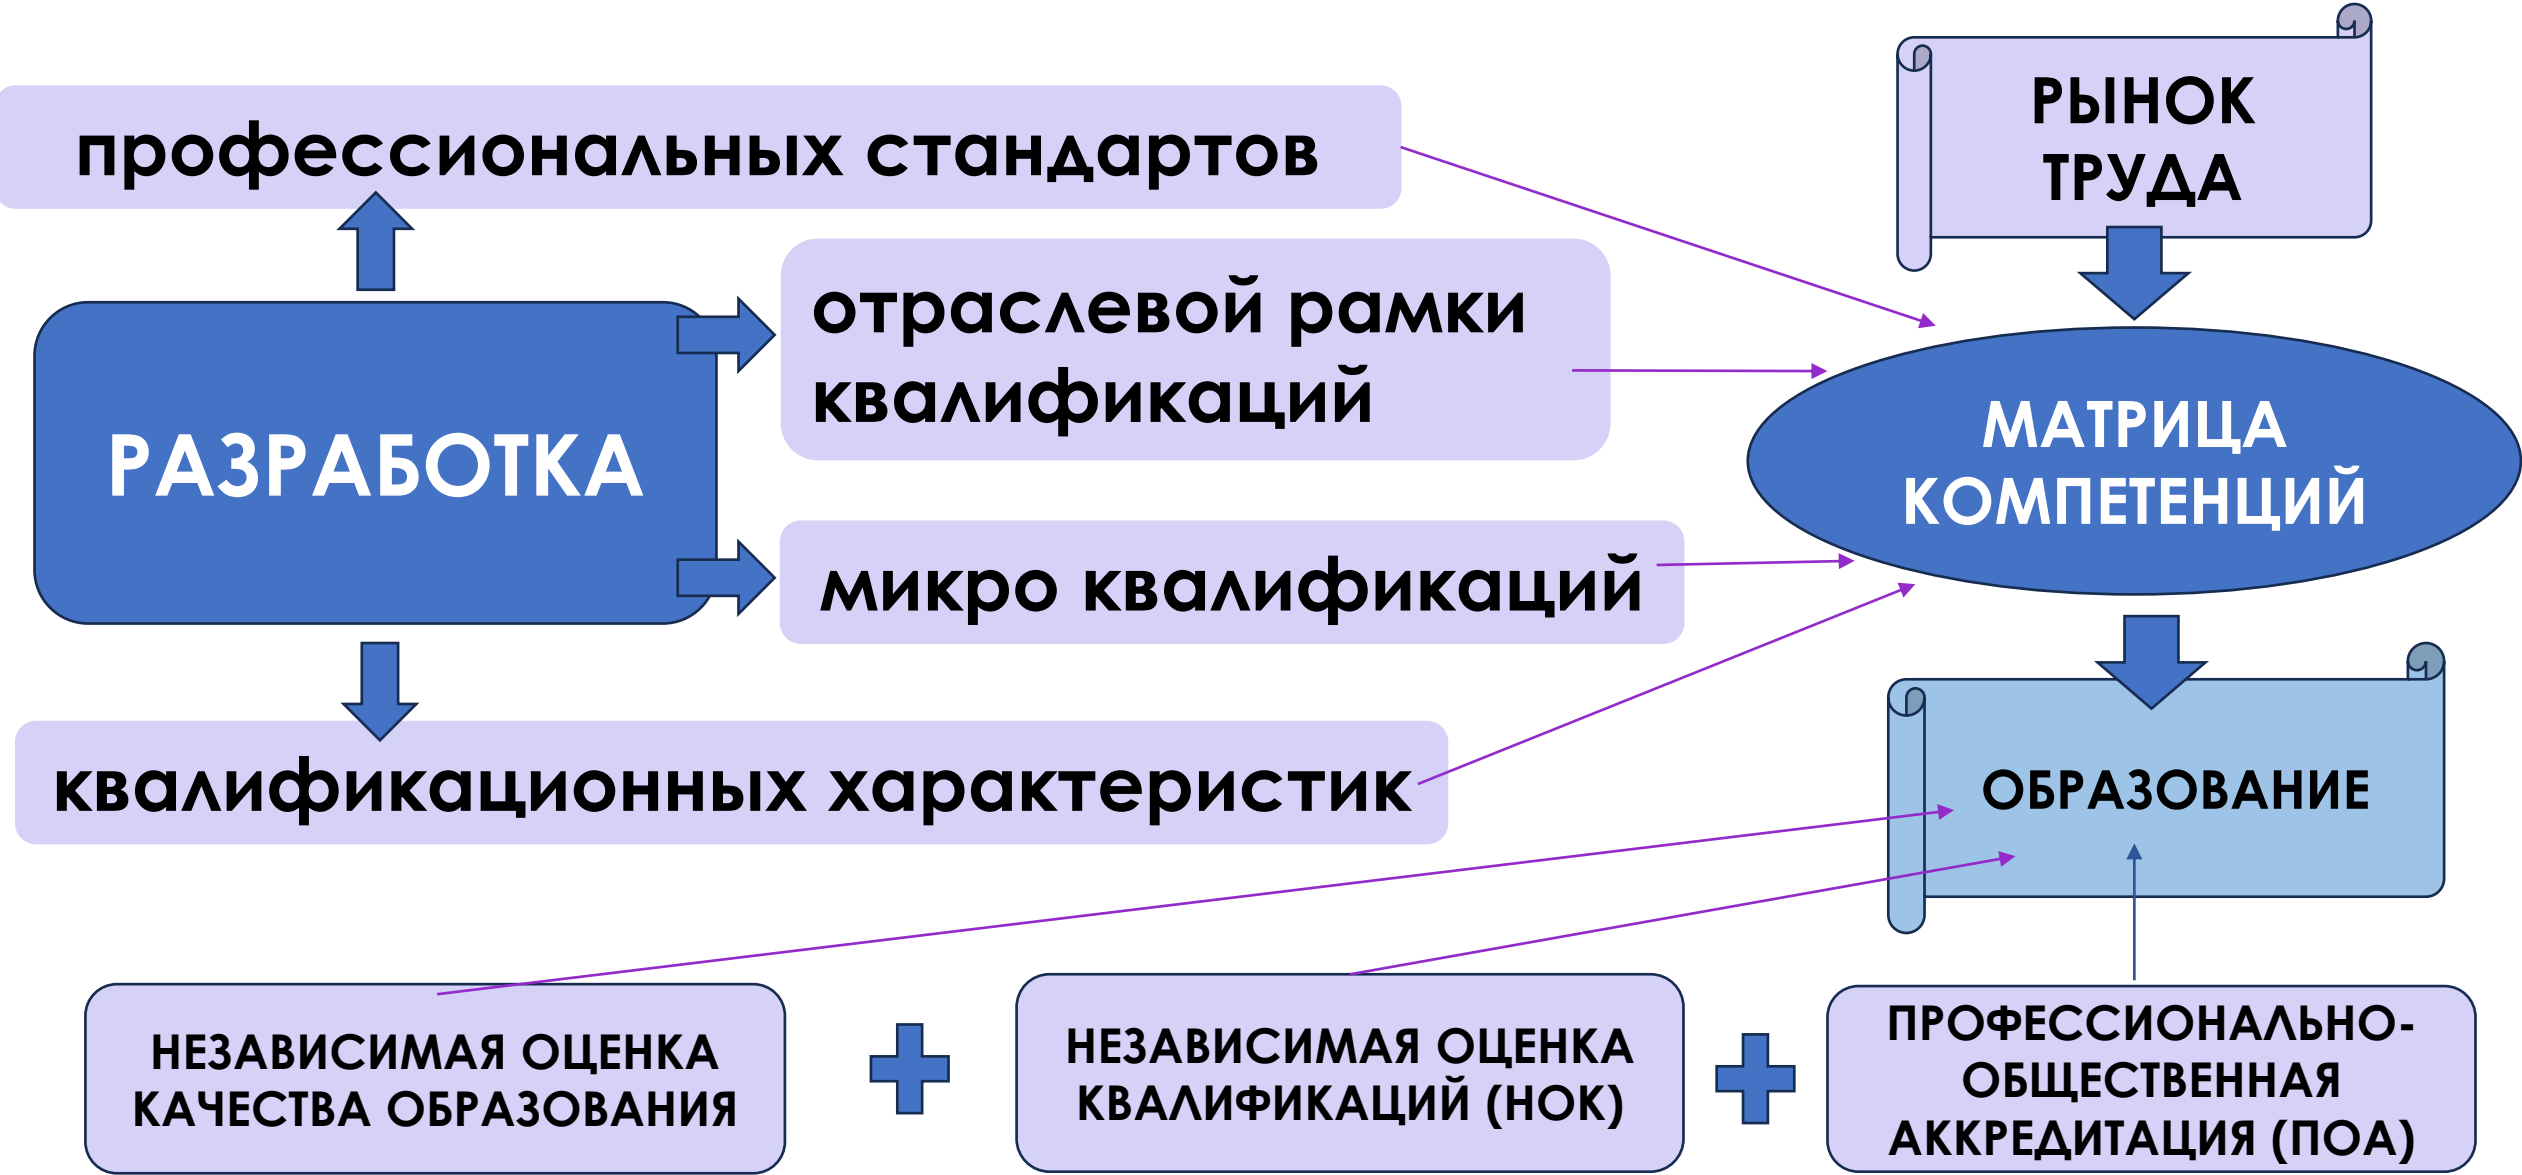 профессиональных стандартов
РЫНОК
ТРУДА
отраслевой рамки
квалификаций
РАЗРАБОТКА
МАТРИЦА
КОМПЕТЕНЦИЙ
микро квалификаций
квалификационных характеристик
ОБРАЗОВАНИЕ
НЕЗАВИСИМАЯ ОЦЕНКА
КАЧЕСТВА ОБРАЗОВАНИЯ
НЕЗАВИСИМАЯ ОЦЕНКА
КВАЛИФИКАЦИЙ (НОК)
ПРОФЕССИОНАЛЬНО-
ОБЩЕСТВЕННАЯ
АККРЕДИТАЦИЯ (ПОА)